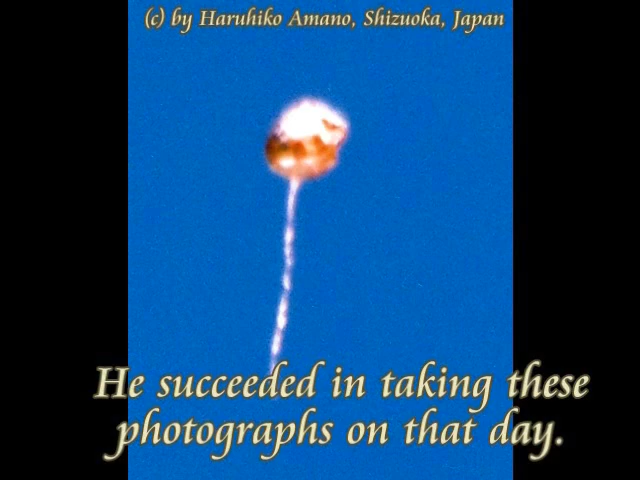 (c) by Haruhiko Amano, Shizuoka, Japan
He succeeded in taking these
photographs on that day.